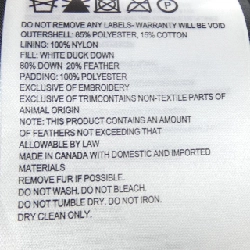 DO NOT REMOVE ANY LABELS-WARRANTY WILL BE VOID
OUTERSHELL: 85% POLYESTER, 15% COTTON
LINING: 100% NYLON
FILL: WHITE DUCK DOWN
80% DOWN 20% FEATHER
PADDING: 100% POLYESTER
EXCLUSIVE OF EMBROIDERY
EXCLUSIVE OF TRIMCONTAINS NON-TEXTILE PARTS OF
ANIMAL ORIGIN
NOTE: THIS PRODUCT CONTAINS AN AMOUNT
OF FEATHERS NOT EXCEEDING THAT
ALLOWABLE BY LAW
MADE IN CANADA WITH DOMESTIC AND IMPORTED
MATERIALS
REMOVE FUR IF POSSIBLE.
DO NOT WASH. DO NOT BLEACH.
DO NOT TUMBLE DRY. DO NOT IRON.
DRY CLEAN ONLY.